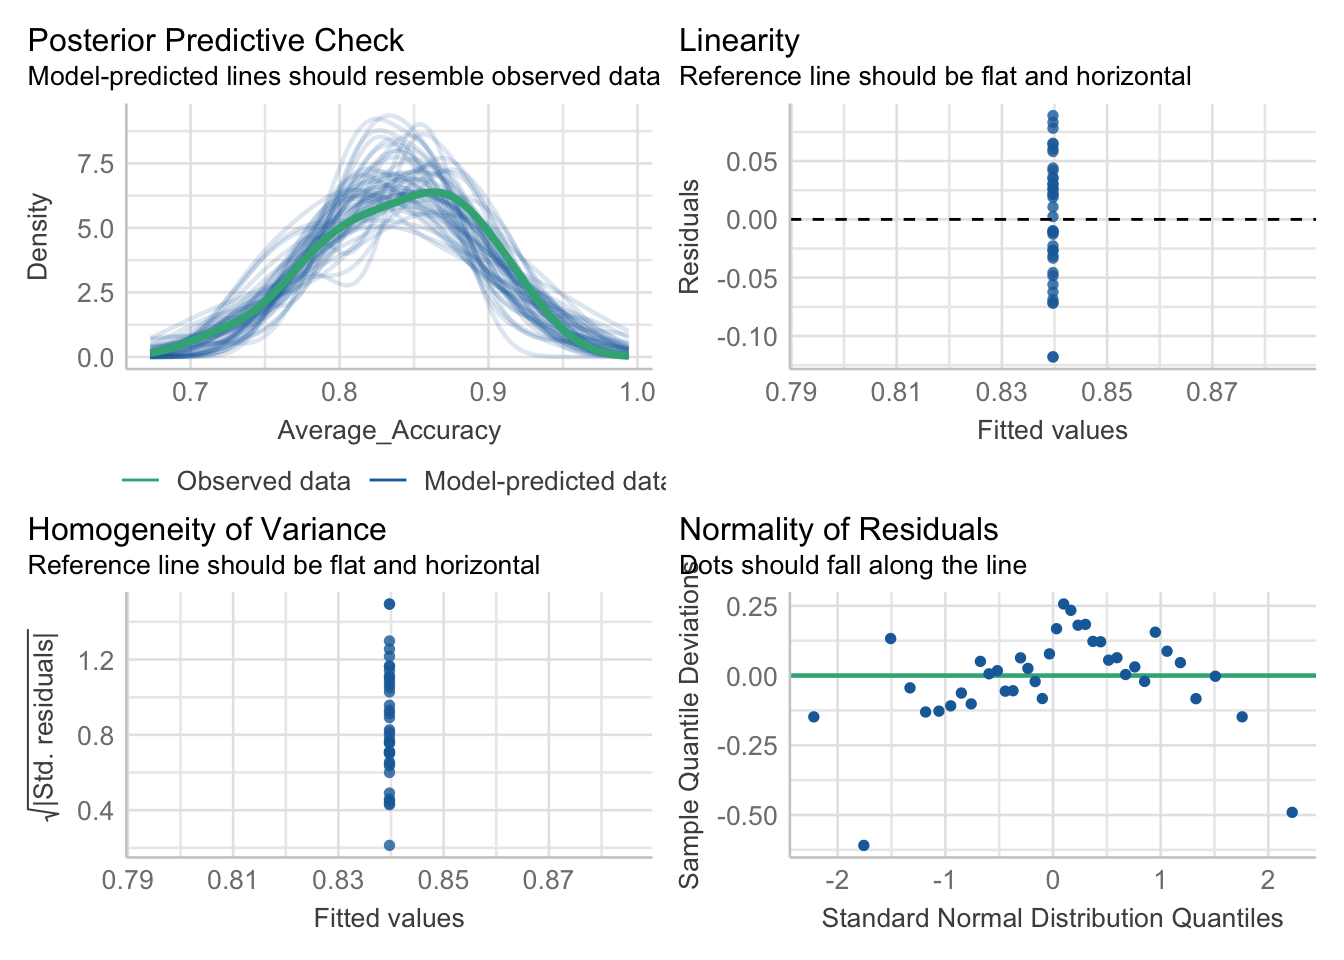 Posterior Predictive Check
Model-predicted lines should resemble observed data
Density
7.5
5.0
2.5
0.0
0.7
0.8
0.9
1.0
Average_Accuracy
Observed data
Model-predicted data
Linearity
Reference line should be flat and horizontal
Residuals
0.05
0.00
-0.05
-0.10
0.79
0.81
0.83
0.85
0.87
Fitted values
Homogeneity of Variance
Reference line should be flat and horizontal
√|Std. residuals|
1.2
0.8
0.4
0.79
0.81
0.83
0.85
0.87
Fitted values
Normality of Residuals
Dots should fall along the line
Sample Quantile Deviations
0.25
0.00
-0.25
-0.50
-2
-1
0
1
2
Standard Normal Distribution Quantiles